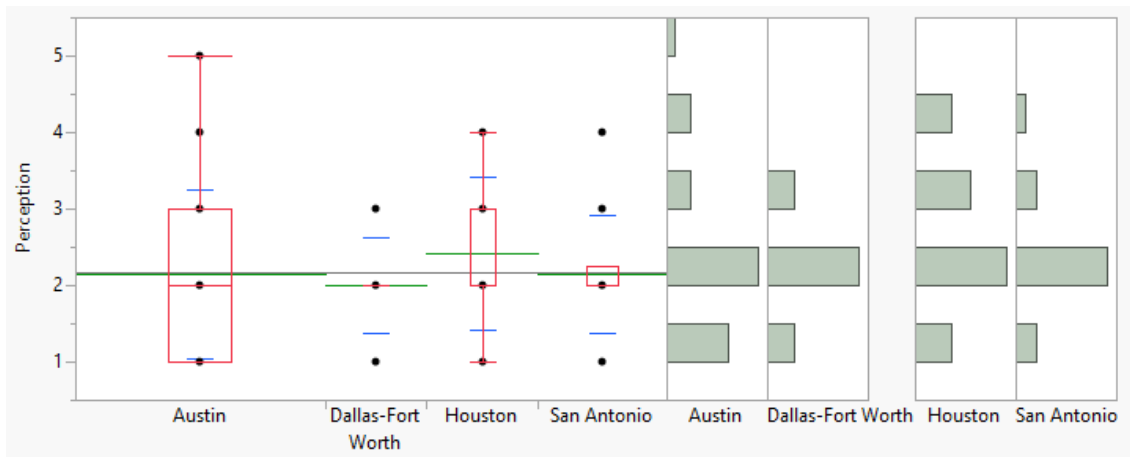 5
4
3
2
1
Perception
Austin
Dallas-Fort
Worth
Houston
San Antonio
Austin
Dallas-Fort Worth
Houston
San Antonio